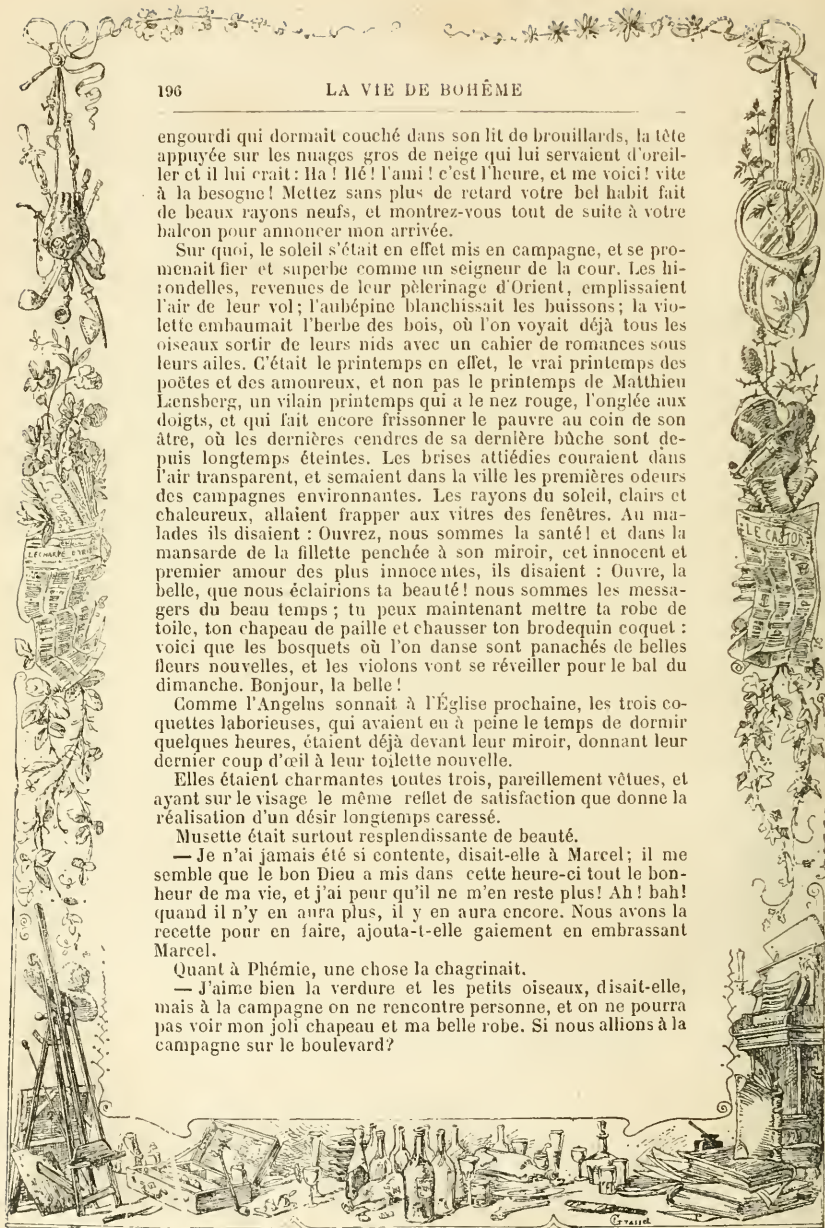 196
LA VIE DE BOHÊME
engourdi qui dormait couché dans son lit de brouillards, la tête
appuyée sur les nuages gros de neige qui lui servaient d'oreil-
ler et il lui criait : Ha ! Hé ! l'ami ! c'est l'heure, et me voici ! vite
à la besogne ! Mettez sans plus de retard votre bel habit fait
de beaux rayons neufs, et montrez-vous tout de suite à votre
balcon pour annoncer mon arrivée.
Sur quoi, le soleil s'était en effet mis en campagne, et se pro-
menait fier et superbe comme un seigneur de la cour. Les hi-
rondelles, revenues de leur pèlerinage d'Orient, emplissaient
l'air de leur vol ; l'aubépine blanchissait les buissons ; la vio-
lette embaumait l'herbe des bois, où l'on voyait déjà tous les
oiseaux sortir de leurs nids avec un cahier de romances sous
leurs ailes. C'était le printemps en effet, le vrai printemps des
poëtes et des amoureux, et non pas le printemps de Matthieu
Lænsberg, un vilain printemps qui a le nez rouge, l'onglée aux
doigts, et qui fait encore frissonner le pauvre au coin de son
âtre, où les dernières cendres de sa dernière bûche sont de-
puis longtemps éteintes. Les brises attiédies couraient dans
l'air transparent, et semaient dans la ville les premières odeurs
des campagnes environnantes. Les rayons du soleil, clairs et
chaleureux, allaient frapper aux vitres des fenêtres. Au ma-
lades ils disaient : Ouvrez, nous sommes la santé ! et dans la
mansarde de la fillette penchée à son miroir, cet innocent et
premier amour des plus innocentes, ils disaient : Ouvre, la
belle, que nous éclairions ta beauté ! nous sommes les messa-
gers du beau temps ; tu peux maintenant mettre ta robe de
toile, ton chapeau de paille et chausser ton brodequin coquet :
voici que les bosquets où l'on danse sont panachés de belles
fleurs nouvelles, et les violons vont se réveiller pour le bal du
dimanche. Bonjour, la belle !
Comme l'Angelus sonnait à l'Église prochaine, les trois co-
quettes laborieuses, qui avaient eu à peine le temps de dormir
quelques heures, étaient déjà devant leur miroir, donnant leur
dernier coup d'œil à leur toilette nouvelle.
Elles étaient charmantes toutes trois, pareillement vêtues, et
ayant sur le visage le même reflet de satisfaction que donne la
réalisation d'un désir longtemps caressé.
Musette était surtout resplendissante de beauté.
— Je n'ai jamais été si contente, disait-elle à Marcel ; il me
semble que le bon Dieu a mis dans cette heure-ci tout le bon-
heur de ma vie, et j'ai peur qu'il ne m'en reste plus ! Ah ! bah !
quand il n'y en aura plus, il y en aura encore. Nous avons la
recette pour en faire, ajouta-t-elle gaiement en embrassant
Marcel.
Quant à Phémie, une chose la chagrinait.
— J'aime bien la verdure et les petits oiseaux, disait-elle,
mais à la campagne on ne rencontre personne, et on ne pourra
pas voir mon joli chapeau et ma belle robe. Si nous allions à la
campagne sur le boulevard ?
LE CASTOR